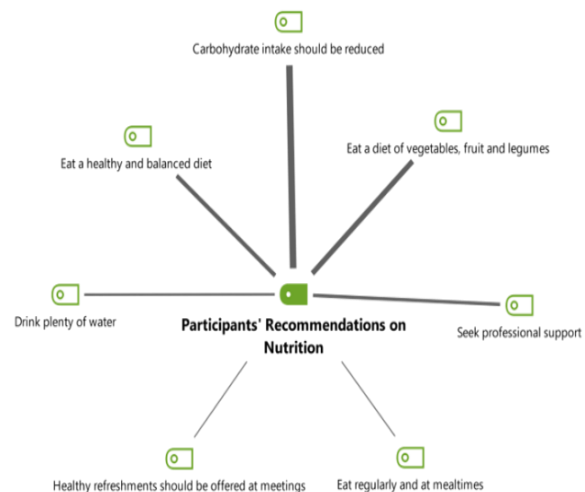 Carbohydrate intake should be reduced
Eat a diet of vegetables, fruit and legumes
Eat a healthy and balanced diet
Drink plenty of water
Participants' Recommendations on
Nutrition
Seek professional support
Healthy refreshments should be offered at meetings
Eat regularly and at mealtimes